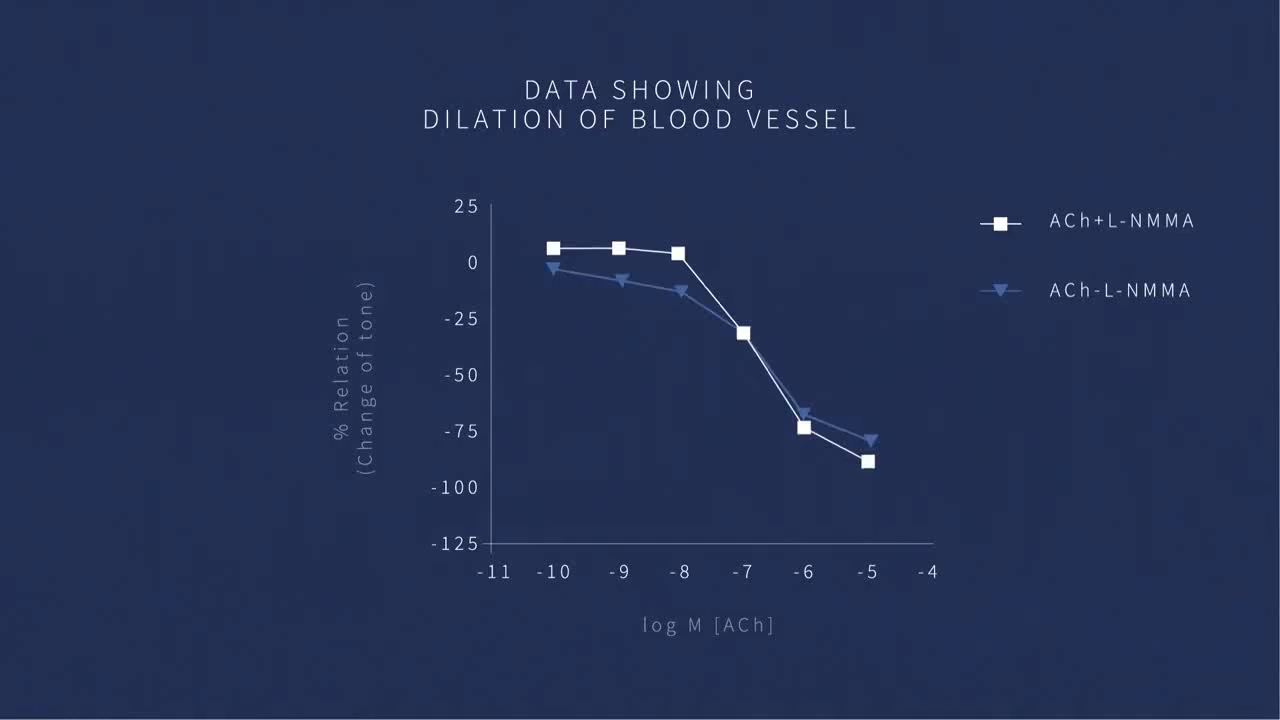 DATA SHOWING
DILATION OF BLOOD VESSEL
25
0
-25
-50
-75
-100
-125
% Relation
(Change of tone)
-11 -10 -9 -8 -7 -6 -5 -4
log M [ACh]
ACh+L-NMMA
ACh-L-NMMA